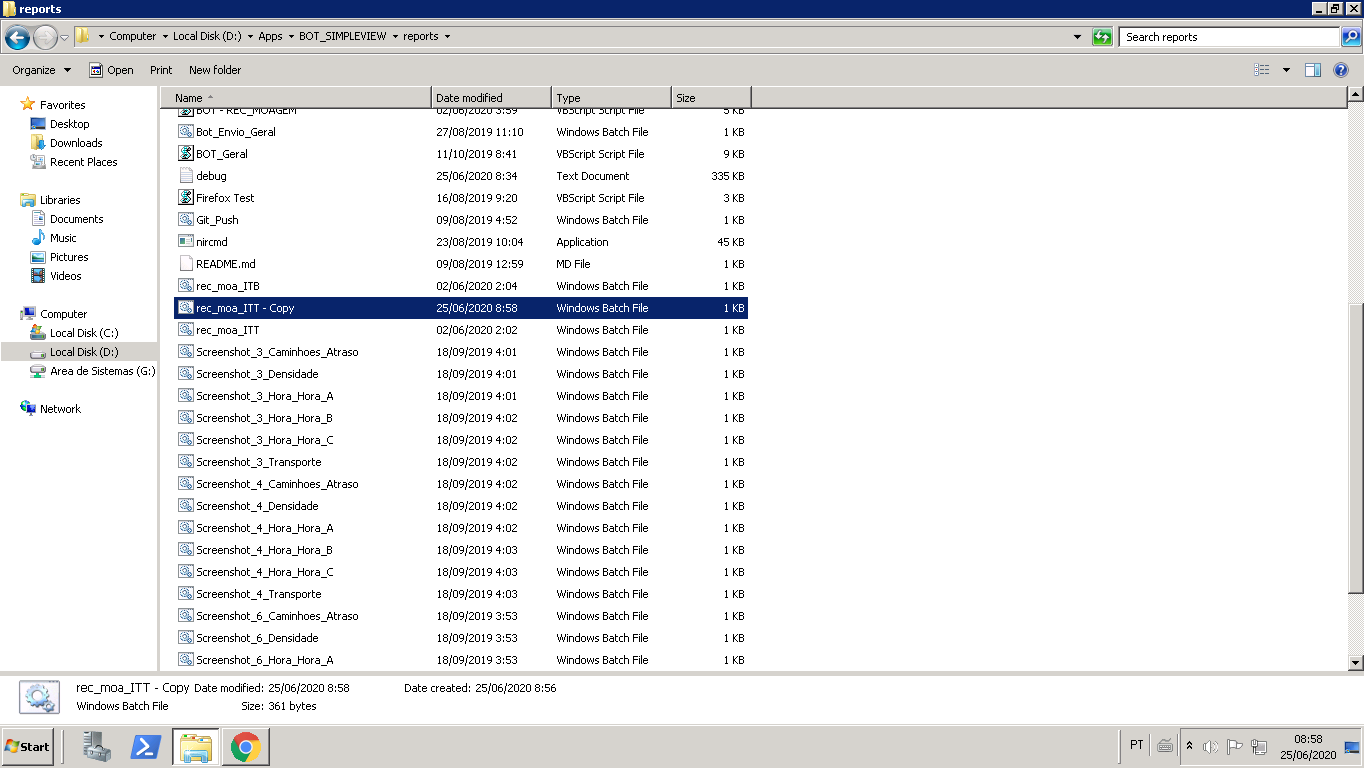 reports
Computer Local Disk (D:) Apps BOT_SIMPLEVIEW reports Search reports
Organize Open Print New folder
Name Date modified Type Size
BOT - REC_MOAGEM 02/06/2020 3:59 VBScript Script File 5 KB
Bot_Envio_Geral 27/08/2019 11:10 Windows Batch File 1 KB
BOT_Geral 11/10/2019 8:41 VBScript Script File 9 KB
debug 25/06/2020 8:34 Text Document 335 KB
Firefox Test 16/08/2019 9:20 VBScript Script File 3 KB
Git_Push 09/08/2019 4:52 Windows Batch File 1 KB
nircmd 23/08/2019 10:04 Application 45 KB
README.md 09/08/2019 12:59 MD File 1 KB
rec_moa_ITB 02/06/2020 2:04 Windows Batch File 1 KB
rec_moa_ITT - Copy 25/06/2020 8:58 Windows Batch File 1 KB
rec_moa_ITT 02/06/2020 2:02 Windows Batch File 1 KB
Screenshot_3_Caminhoes_Atraso 18/09/2019 4:01 Windows Batch File 1 KB
Screenshot_3_Densidade 18/09/2019 4:01 Windows Batch File 1 KB
Screenshot_3_Hora_Hora_A 18/09/2019 4:01 Windows Batch File 1 KB
Screenshot_3_Hora_Hora_B 18/09/2019 4:02 Windows Batch File 1 KB
Screenshot_3_Hora_Hora_C 18/09/2019 4:02 Windows Batch File 1 KB
Screenshot_3_Transporte 18/09/2019 4:02 Windows Batch File 1 KB
Screenshot_4_Caminhoes_Atraso 18/09/2019 4:02 Windows Batch File 1 KB
Screenshot_4_Densidade 18/09/2019 4:02 Windows Batch File 1 KB
Screenshot_4_Hora_Hora_A 18/09/2019 4:02 Windows Batch File 1 KB
Screenshot_4_Hora_Hora_B 18/09/2019 4:03 Windows Batch File 1 KB
Screenshot_4_Hora_Hora_C 18/09/2019 4:03 Windows Batch File 1 KB
Screenshot_4_Transporte 18/09/2019 4:03 Windows Batch File 1 KB
Screenshot_6_Caminhoes_Atraso 18/09/2019 3:53 Windows Batch File 1 KB
Screenshot_6_Densidade 18/09/2019 3:53 Windows Batch File 1 KB
Screenshot_6_Hora_Hora_A 18/09/2019 3:53 Windows Batch File 1 KB
Favorites
Desktop
Downloads
Recent Places
Libraries
Documents
Music
Pictures
Videos
Computer
Local Disk (C:)
Local Disk (D:)
Area de Sistemas (G:)
Network
rec_moa_ITT - Copy Date modified: 25/06/2020 8:58 Date created: 25/06/2020 8:56
Windows Batch File Size: 361 bytes
Start PT 08:58
25/06/2020